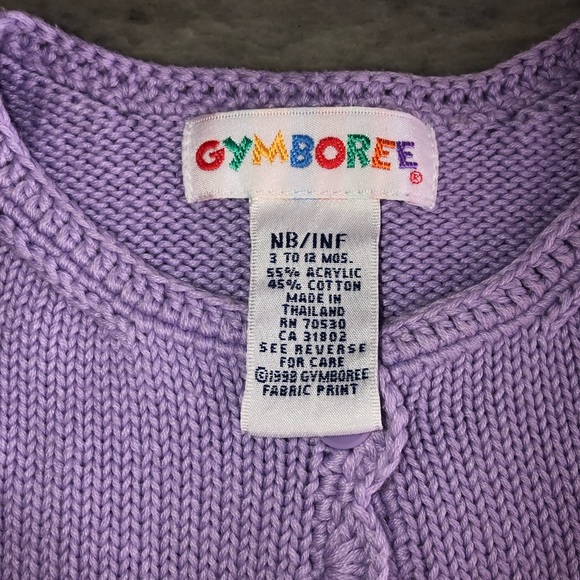 GYMBOREE®
NB/INF
3 TO 12 MOS.
55% ACRYLIC
45% COTTON
MADE IN
THAILAND
RN 70530
CA 31802
SEE REVERSE
FOR CARE
©1998 GYMBOREE
FABRIC PRINT